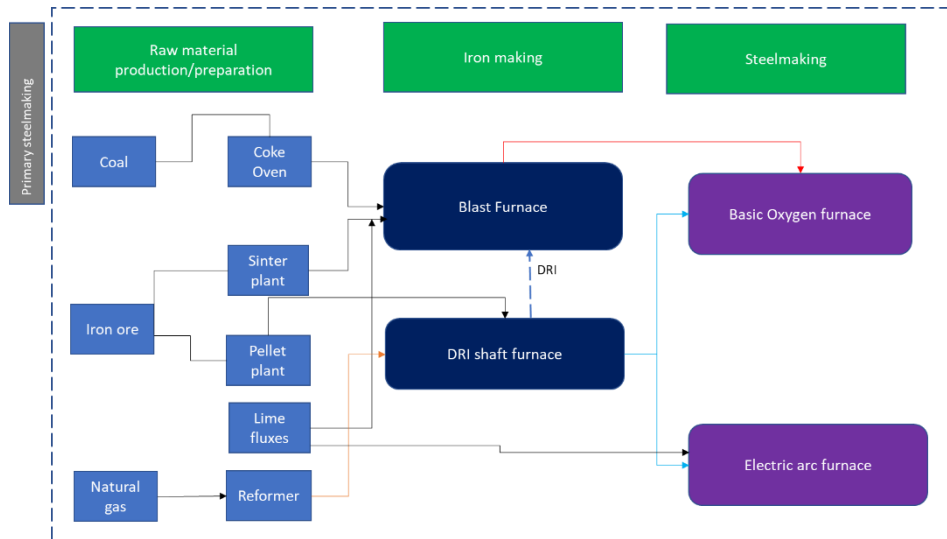 Primary steelmaking
Raw material
production/preparation
Iron making
Steelmaking
Coal
Coke
Oven
Blast Furnace
Basic Oxygen furnace
Sinter
plant
DRI
Iron ore
Pellet
plant
DRI shaft furnace
Lime
fluxes
Electric arc furnace
Natural
gas
Reformer